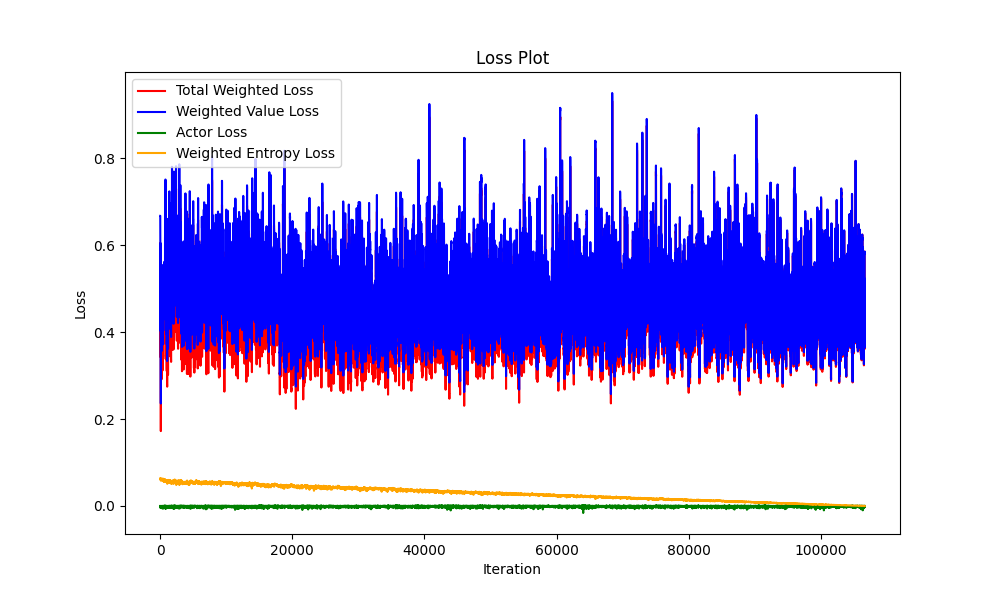 Loss Plot
Total Weighted Loss
Weighted Value Loss
Actor Loss
Weighted Entropy Loss
Loss
0.8
0.6
0.4
0.2
0.0
0
20000
40000
60000
80000
100000
Iteration